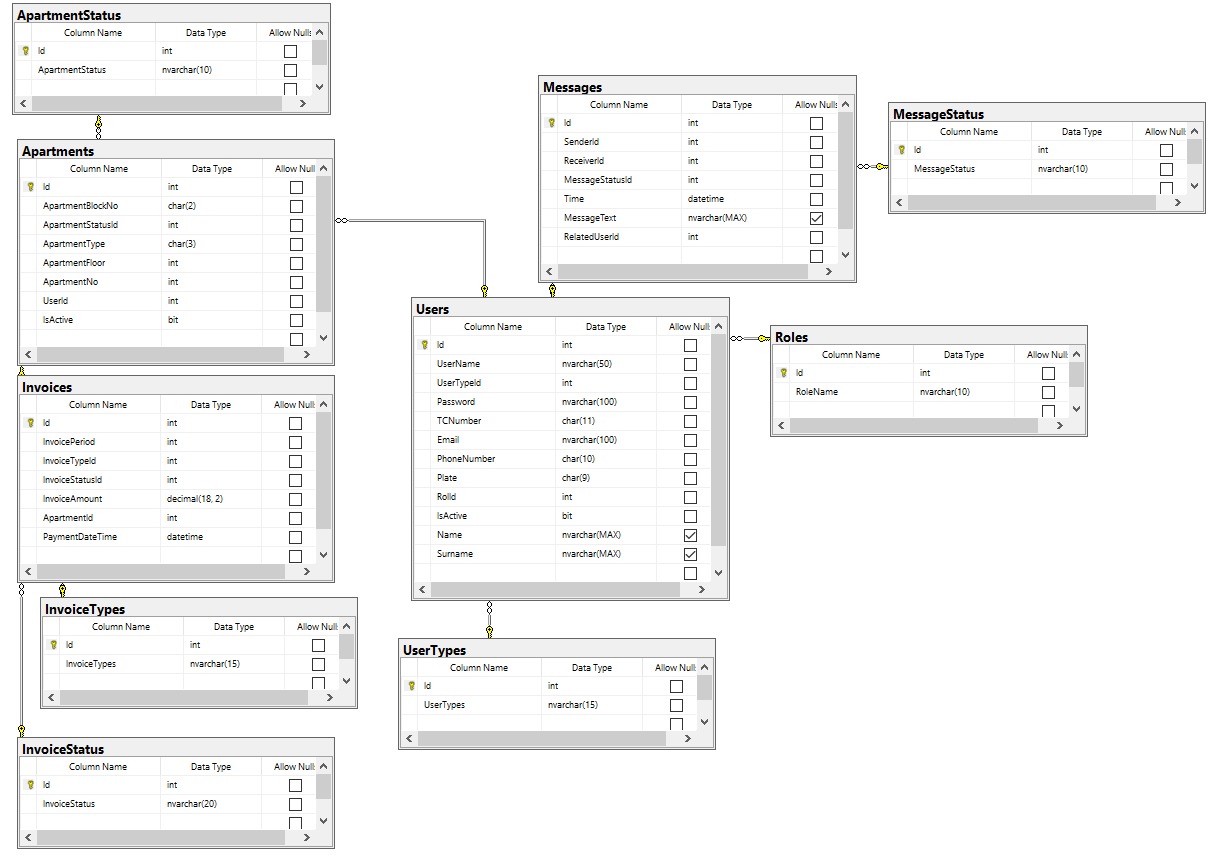 ApartmentStatus
Column Name Data Type Allow Nulls
Id int
ApartmentStatus nvarchar(10)
Apartments
Column Name Data Type Allow Null
Id int
ApartmentBlockNo char(2)
ApartmentStatusId int
ApartmentType char(3)
ApartmentFloor int
ApartmentNo int
UserId int
IsActive bit
Invoices
Column Name Data Type Allow Nulls
Id int
InvoicePeriod int
InvoiceTypeId int
InvoiceStatusId int
InvoiceAmount decimal(18, 2)
ApartmentId int
PaymentDateTime datetime
InvoiceTypes
Column Name Data Type Allow Nulls
Id int
InvoiceTypes nvarchar(15)
InvoiceStatus
Column Name Data Type Allow Nulls
Id int
InvoiceStatus nvarchar(20)
Messages
Column Name Data Type Allow Nulls
Id int
SenderId int
ReceiverId int
MessageStatusId int
Time datetime
MessageText nvarchar(MAX)
RelatedUserId int
MessageStatus
Column Name Data Type Allow Nulls
Id int
MessageStatus nvarchar(10)
Users
Column Name Data Type Allow Nulls
Id int
UserName nvarchar(50)
UserTypeId int
Password nvarchar(100)
TCNumber char(11)
Email nvarchar(100)
PhoneNumber char(10)
Plate char(9)
RolId int
IsActive bit
Name nvarchar(MAX)
Surname nvarchar(MAX)
Roles
Column Name Data Type Allow Nulls
Id int
RoleName nvarchar(10)
UserTypes
Column Name Data Type Allow Nulls
Id int
UserTypes nvarchar(15)